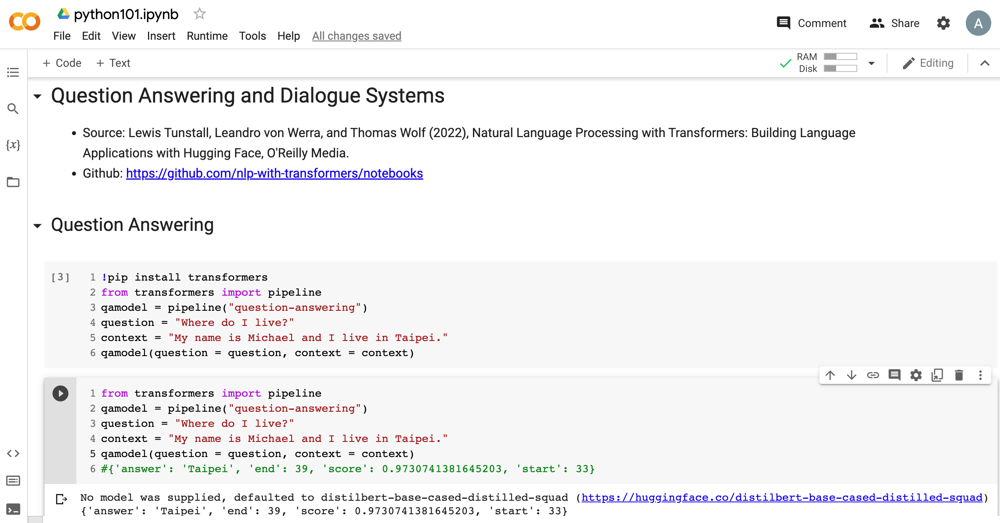 python101.ipynb
Comment
Share
A
File Edit View Insert Runtime Tools Help All changes saved
+ Code + Text
RAM
Disk
Editing
Question Answering and Dialogue Systems
• Source: Lewis Tunstall, Leandro von Werra, and Thomas Wolf (2022), Natural Language Processing with Transformers: Building Language
Applications with Hugging Face, O'Reilly Media.
• Github: https://github.com/nlp-with-transformers/notebooks
{x}
Question Answering
[3]
1 !pip install transformers
2 from transformers import pipeline
3 qamodel = pipeline("question-answering")
4 question = "Where do I live?"
5 context = "My name is Michael and I live in Taipei."
6 qamodel(question = question, context = context)
1 from transformers import pipeline
2 qamodel = pipeline("question-answering")
3 question = "Where do I live?"
4 context = "My name is Michael and I live in Taipei."
5 qamodel(question = question, context = context)
6 #{'answer': 'Taipei', 'end': 39, 'score': 0.9730741381645203, 'start': 33}
No model was supplied, defaulted to distilbert-base-cased-distilled-squad (https://huggingface.co/distilbert-base-cased-distilled-squad)
{'answer': 'Taipei', 'end': 39, 'score': 0.9730741381645203, 'start': 33}